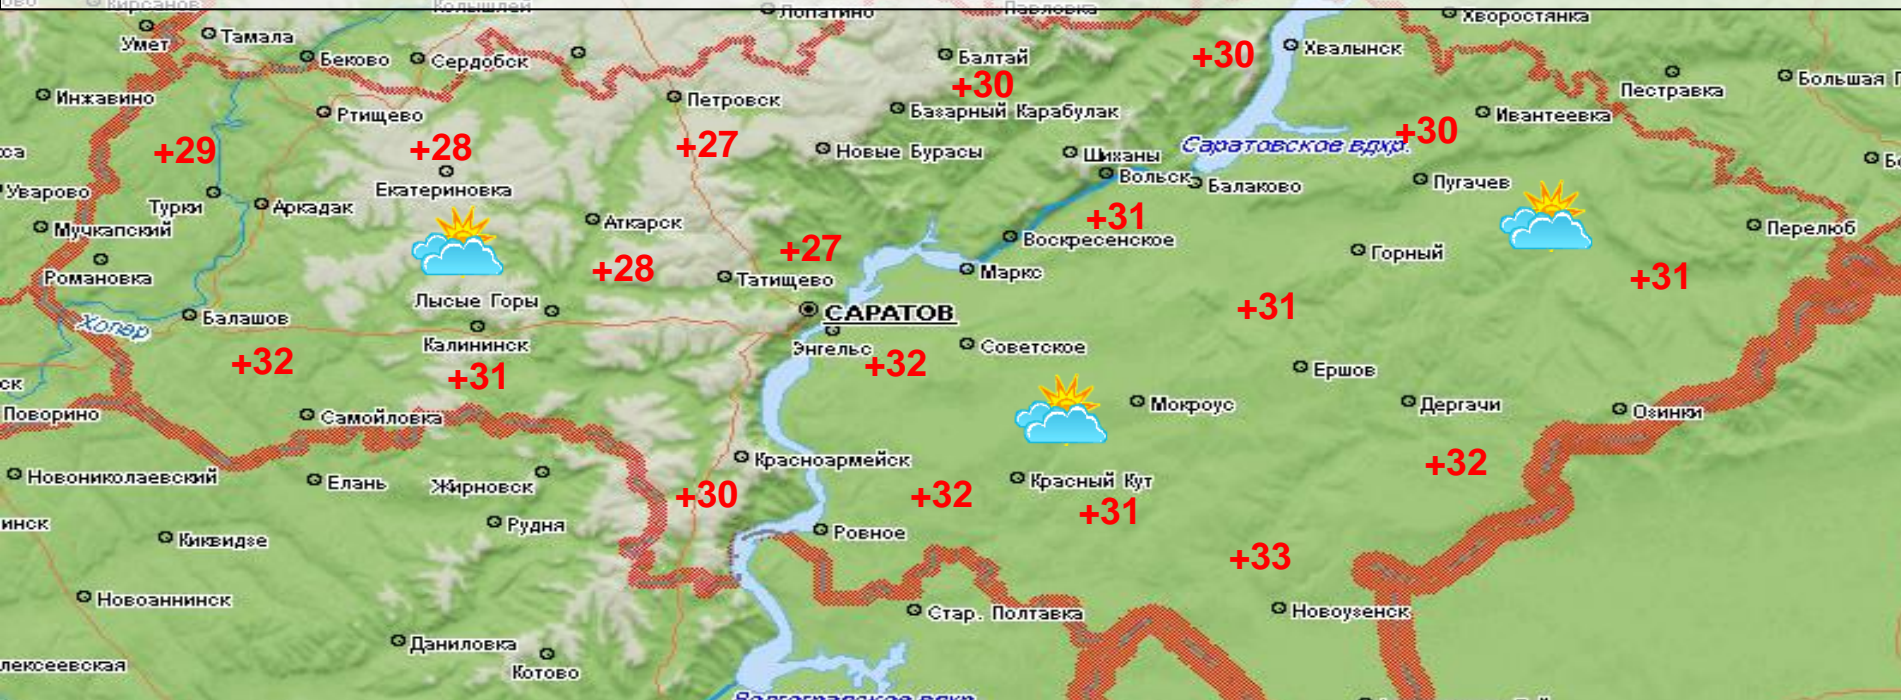 Кирсанов
Колышлей
Лопатино
Павловка
Хворостянка
Умет
Тамала
Беково
Сердобск
Балтай
+30
Хвалынск
+30
Пестравка
Большая
Инжавино
Ртищево
Петровск
Базарный Карабулак
Ивантеевка
+29
+28
+27
Новые Бурасы
Шиханы
Саратовское вдхр.
+30
Уварово
Турки
Аркадак
Екатериновка
Вольск
Балаково
Пугачев
Мучкапский
Аткарск
+31
Воскресенское
Перелюб
Романовка
+28
+27
Татищево
Маркс
Горный
+31
Хопер
Балашов
Лысые Горы
САРАТОВ
+31
Калининск
Энгельс
Советское
+32
+31
+32
Ершов
ск
Поворино
Самойловка
Мокроус
Дергачи
Озинки
Новониколаевский
Елань
Жирновск
Красноармейск
Красный Кут
+32
+30
+32
+31
инск
Киквидзе
Рудня
Ровное
+33
Новоаннинск
Стар. Полтавка
Новоузенск
лексеевская
Даниловка
Котово
Волгоградское вдхр.